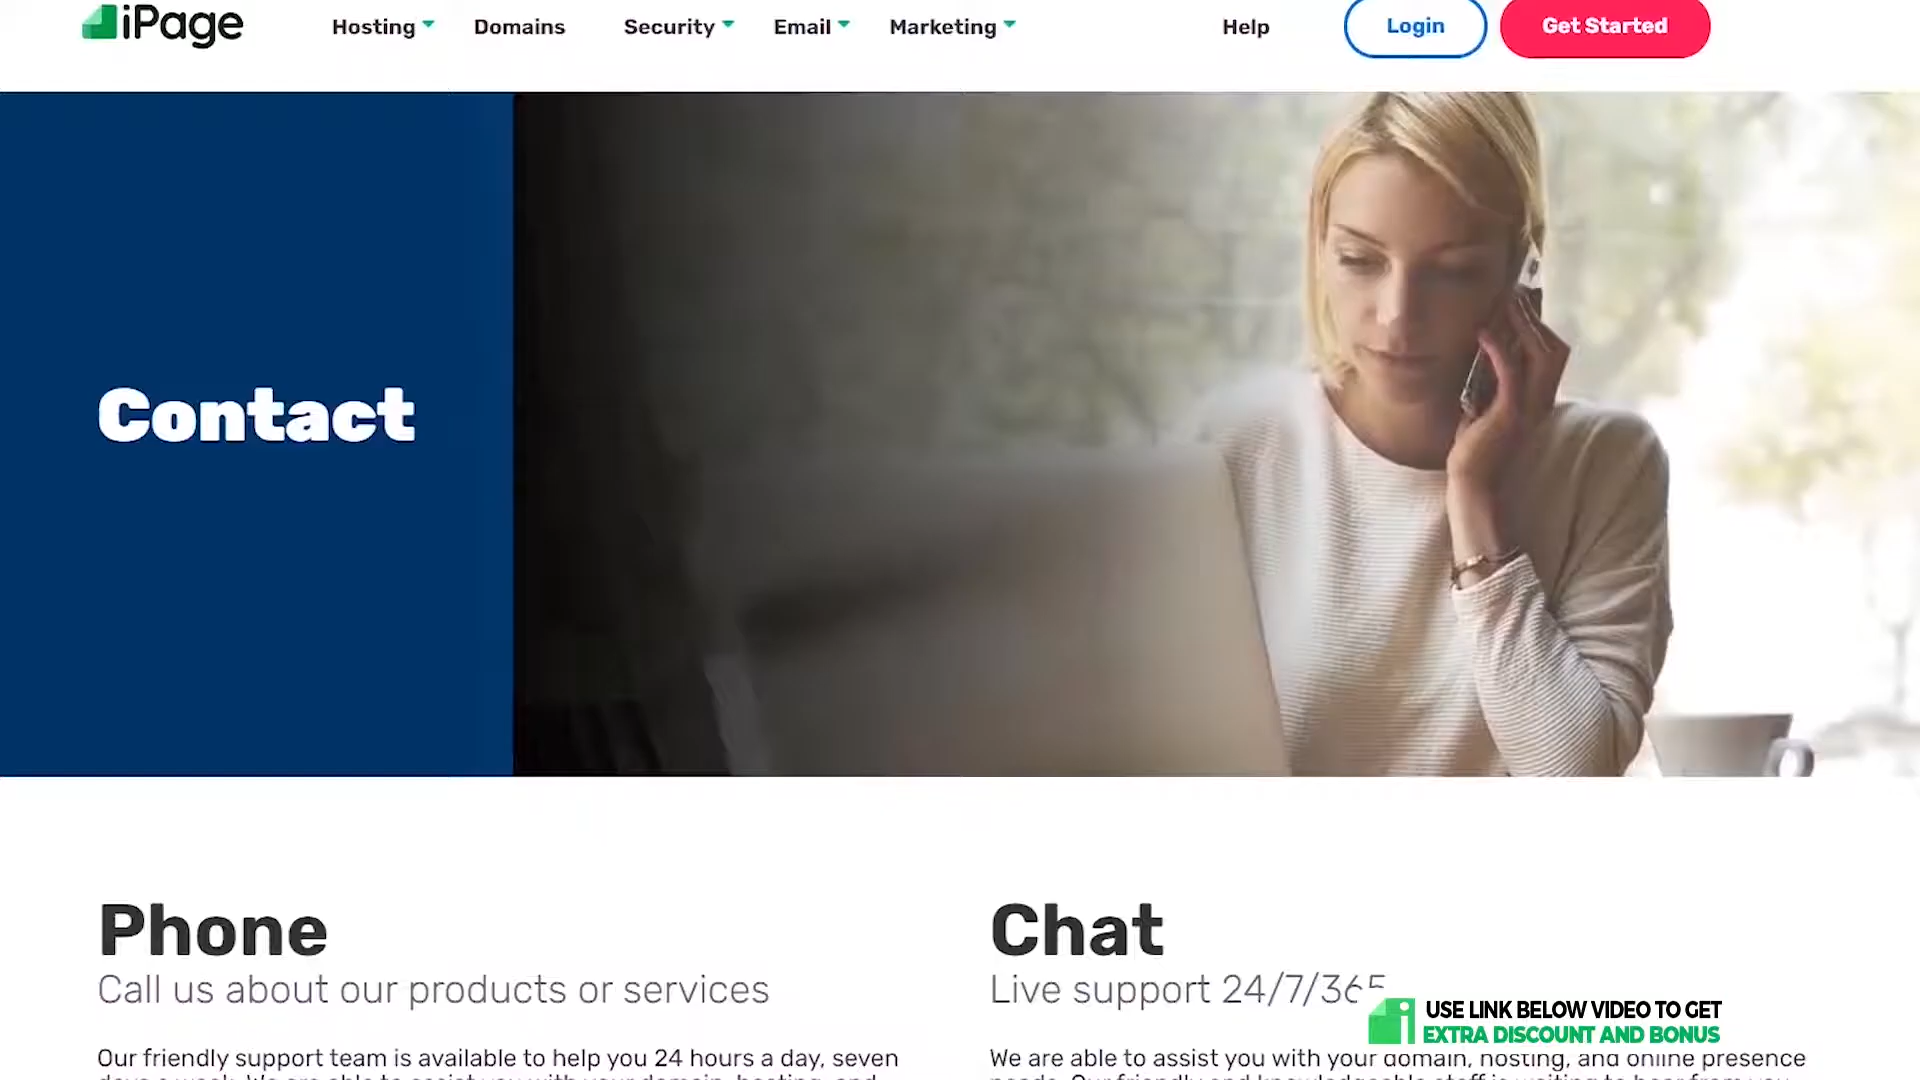 iPage
Hosting Domains Security Email Marketing Help Login Get Started
Contact
Phone
Call us about our products or services
Our friendly support team is available to help you 24 hours a day, seven
Chat
Live support 24/7/365
We are able to assist you with your domain, hosting, and online presence
USE LINK BELOW VIDEO TO GET
EXTRA DISCOUNT AND BONUS